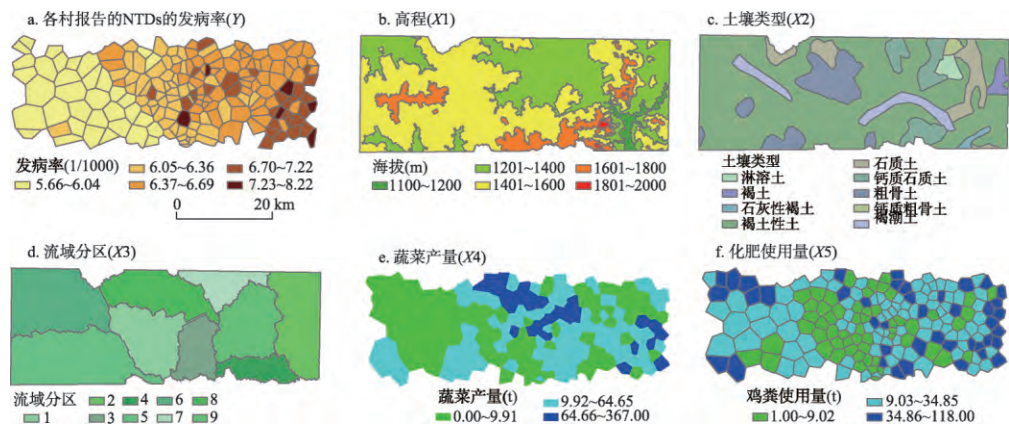 a. 各村报告的NTDs的发病率(Y)
发病率(1/1000)
5.66~6.04
6.05~6.36
6.37~6.69
6.70~7.22
7.23~8.22
0 20 km
b. 高程(X1)
海拔(m)
1100~1200
1201~1400
1401~1600
1601~1800
1801~2000
c. 土壤类型(X2)
土壤类型
淋溶土
褐土
石灰性褐土
褐土性土
石质土
钙质石质土
粗骨土
钙质粗骨土
褐潮土
d. 流域分区(X3)
流域分区
1
2
3
4
5
6
7
8
9
e. 蔬菜产量(X4)
蔬菜产量(t)
0.00~9.91
9.92~64.65
64.66~367.00
f. 化肥使用量(X5)
鸡粪使用量(t)
1.00~9.02
9.03~34.85
34.86~118.00